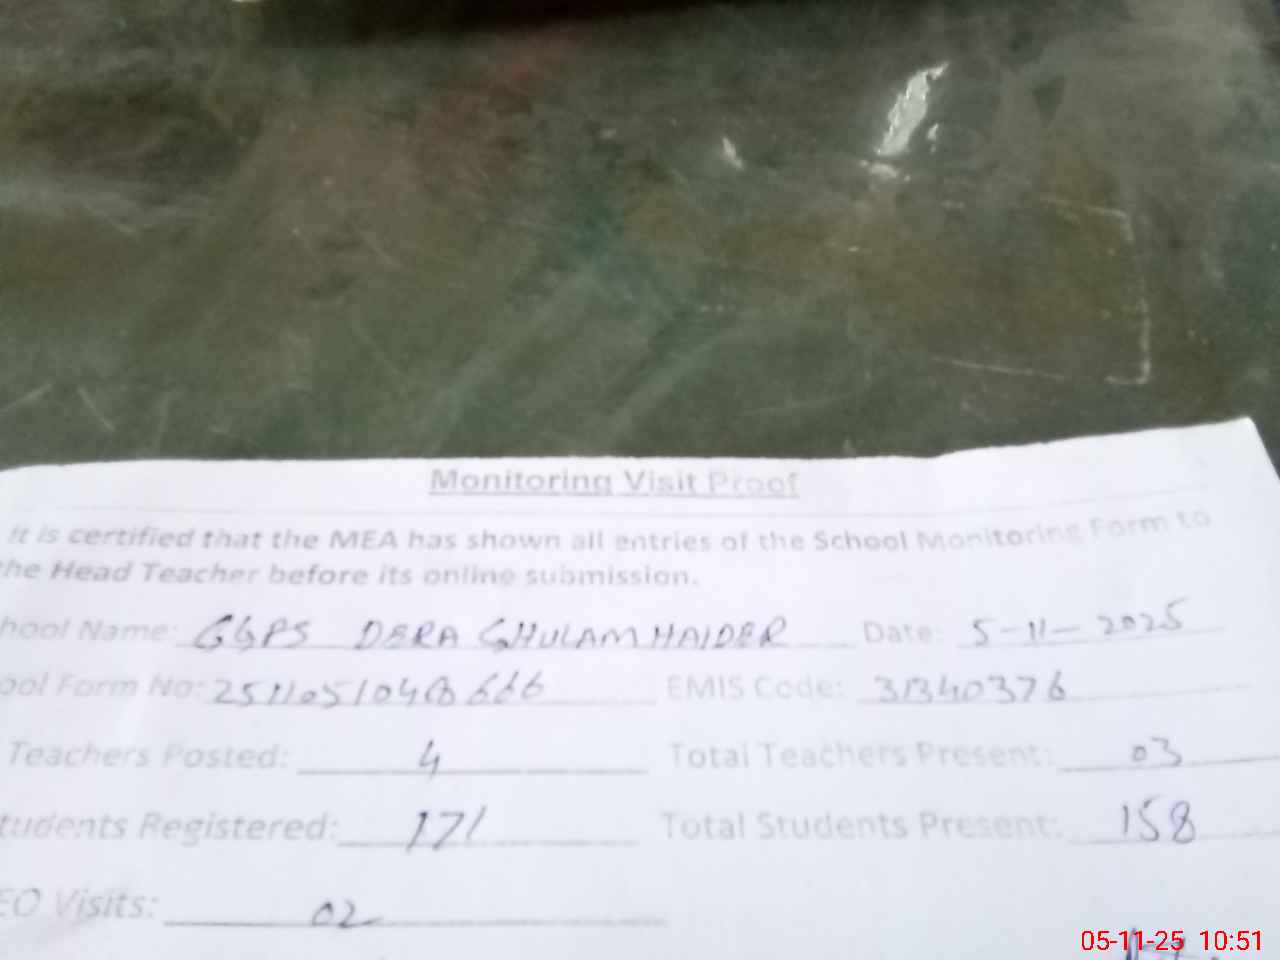 Monitoring Visit Proof
It is certified that the MEA has shown all entries of the School Monitoring Form to
he Head Teacher before its online submission.
hool Name: GGPS DERA GHULAM HAIDER Date: 5-11-2025
ool Form No: EMIS Code: 31340376
Teachers Posted: 4 Total Teachers Present: 03
tudents Registered: 171 Total Students Present: 158
EO Visits: 02
05-11-25 10:51